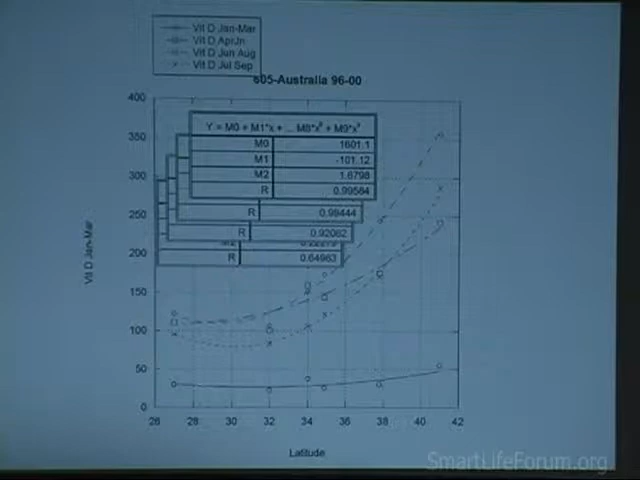 Vit D Jan-Mar
Vit D AprJn
Vit D Jun Aug
Vit D Jul Sep
605-Australia 96-00
Y = M0 + M1*x + ... M8*x⁸ + M9*x⁹
M0 1601.1
M1 -101.12
M2 1.6798
R 0.99584
R 0.98444
R 0.92062
R 0.64963
400
350
300
250
200
150
100
50
0
Vit D Jan-Mar
26 28 30 32 34 36 38 40 42
Latitude
SmartLifeForum.org